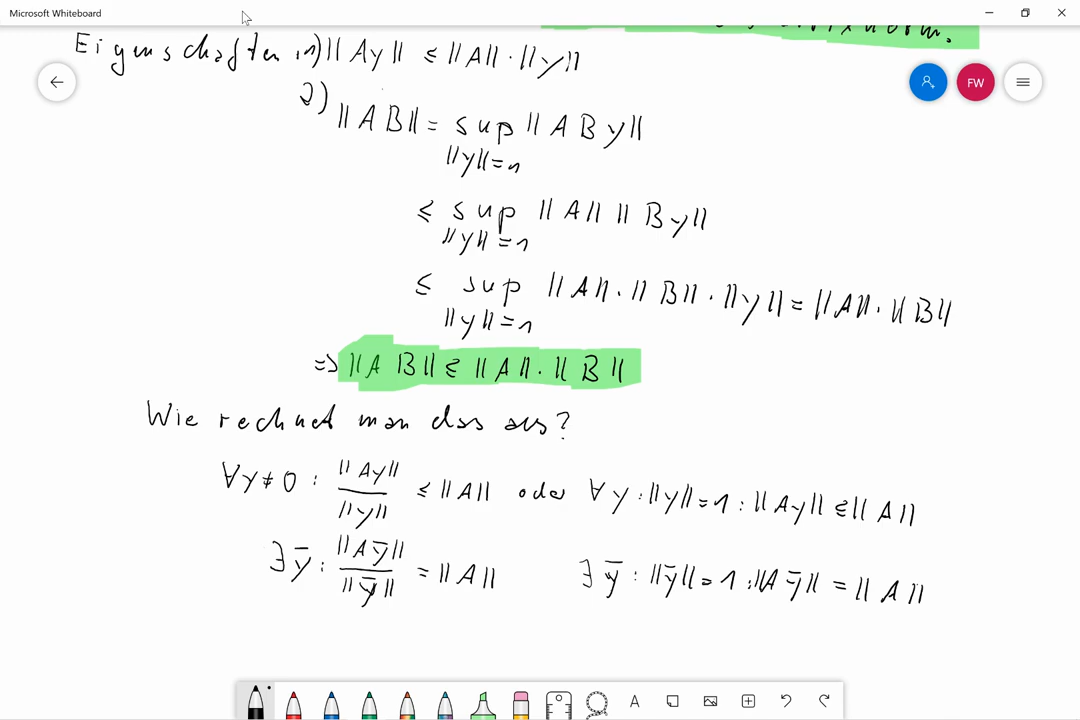 Microsoft Whiteboard
Eigenschaften 1) ||Ay|| ≤ ||A||·||y||
FW
2) ||AB|| = sup ||ABy||
||y||=1
≤ sup ||A|| ||By||
||y||=1
≤ sup ||A||·||B||·||y|| = ||A||·||B||
||y||=1
=> ||AB|| ≤ ||A||·||B||
Wie rechnet man das aus?
∀y≠0 : ||Ay|| / ||y|| ≤ ||A|| oder ∀y : ||y||=1 : ||Ay|| ≤ ||A||
∃ȳ : ||Aȳ|| / ||ȳ|| = ||A|| ∃ȳ : ||ȳ||=1 : ||Aȳ|| = ||A||
A